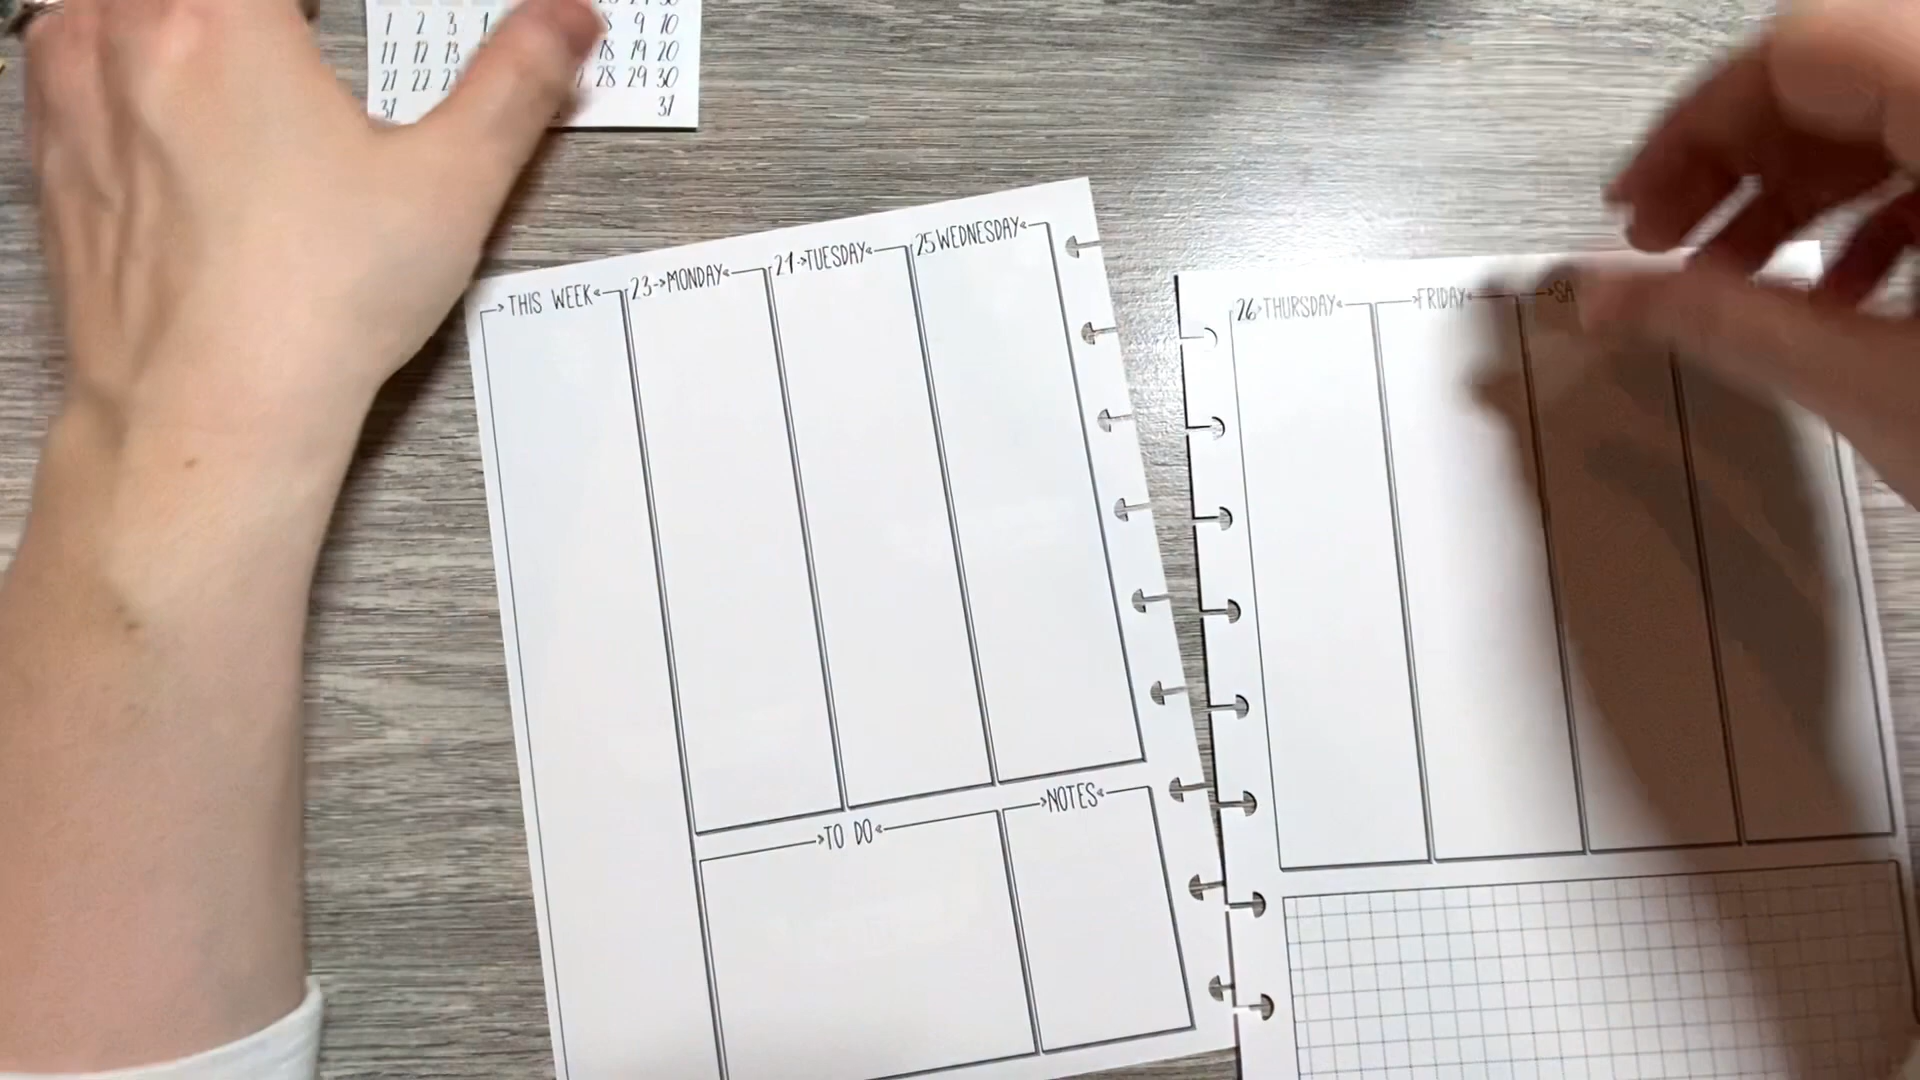 1 2 3 9 10
11 12 13 18 19 20
21 22 28 29 30
31 31
THIS WEEK 23 MONDAY 24 TUESDAY 25 WEDNESDAY
26 THURSDAY FRIDAY
TO DO NOTES